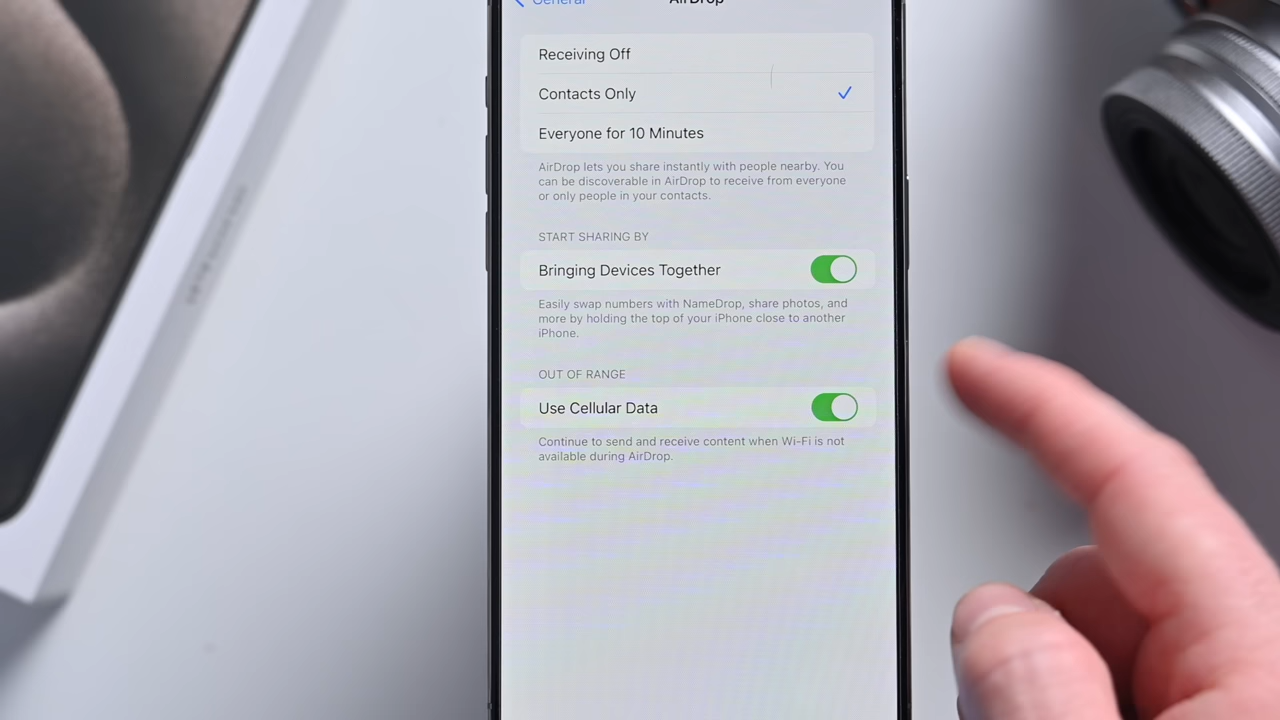 General
AirDrop
Receiving Off
Contacts Only
Everyone for 10 Minutes
AirDrop lets you share instantly with people nearby. You
can be discoverable in AirDrop to receive from everyone
or only people in your contacts.
START SHARING BY
Bringing Devices Together
Easily swap numbers with NameDrop, share photos, and
more by holding the top of your iPhone close to another
iPhone.
OUT OF RANGE
Use Cellular Data
Continue to send and receive content when Wi-Fi is not
available during AirDrop.